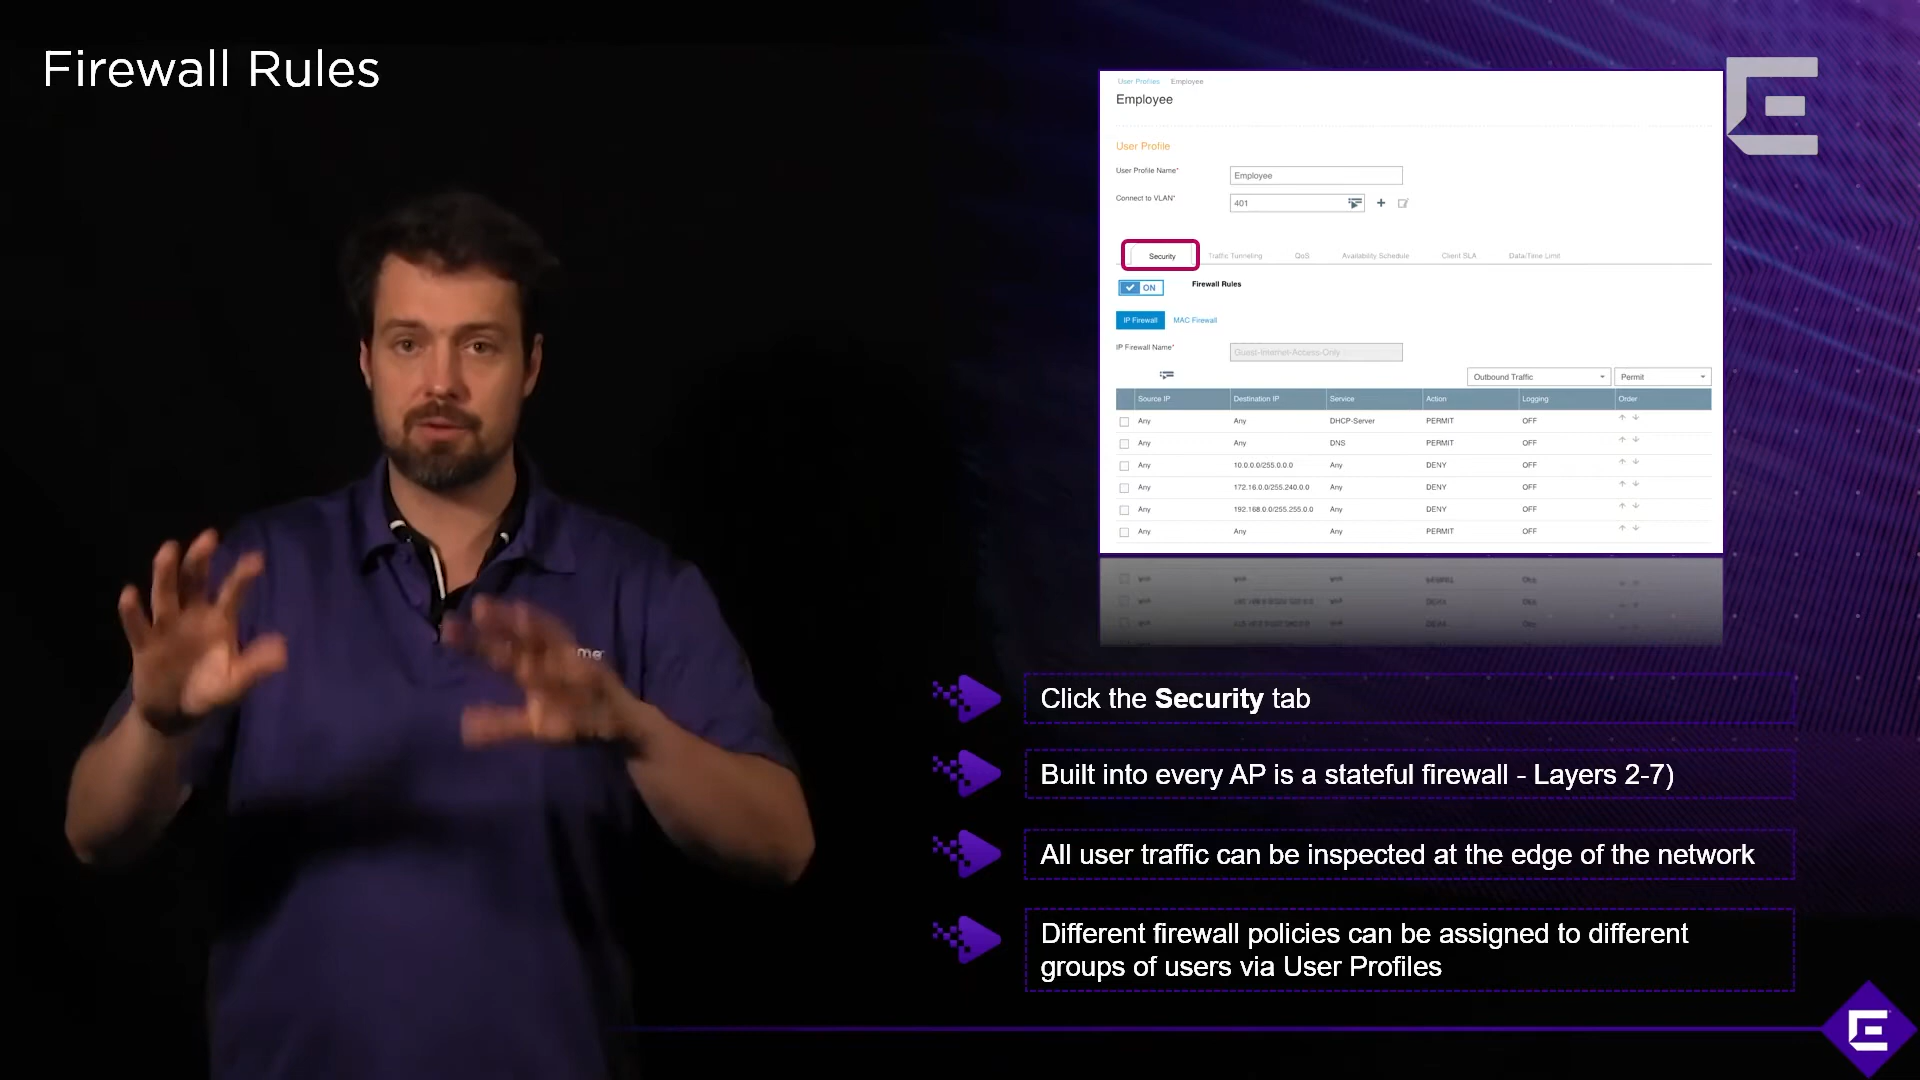 Firewall Rules
User Profiles Employee
Employee
User Profile
User Profile Name*
Employee
Connect to VLAN*
401
Security Traffic Tunneling QoS Availability Schedule Client SLA Data/Time Limit
ON Firewall Rules
IP Firewall MAC Firewall
IP Firewall Name*
Guest-Internet-Access-Only
Outbound Traffic Permit
Source IP Destination IP Service Action Logging Order
Any Any DHCP-Server PERMIT OFF
Any Any DNS PERMIT OFF
Any 10.0.0.0/255.0.0.0 Any DENY OFF
Any 172.16.0.0/255.240.0.0 Any DENY OFF
Any 192.168.0.0/255.255.0.0 Any DENY OFF
Any Any Any PERMIT OFF
Click the Security tab
Built into every AP is a stateful firewall - Layers 2-7)
All user traffic can be inspected at the edge of the network
Different firewall policies can be assigned to different
groups of users via User Profiles